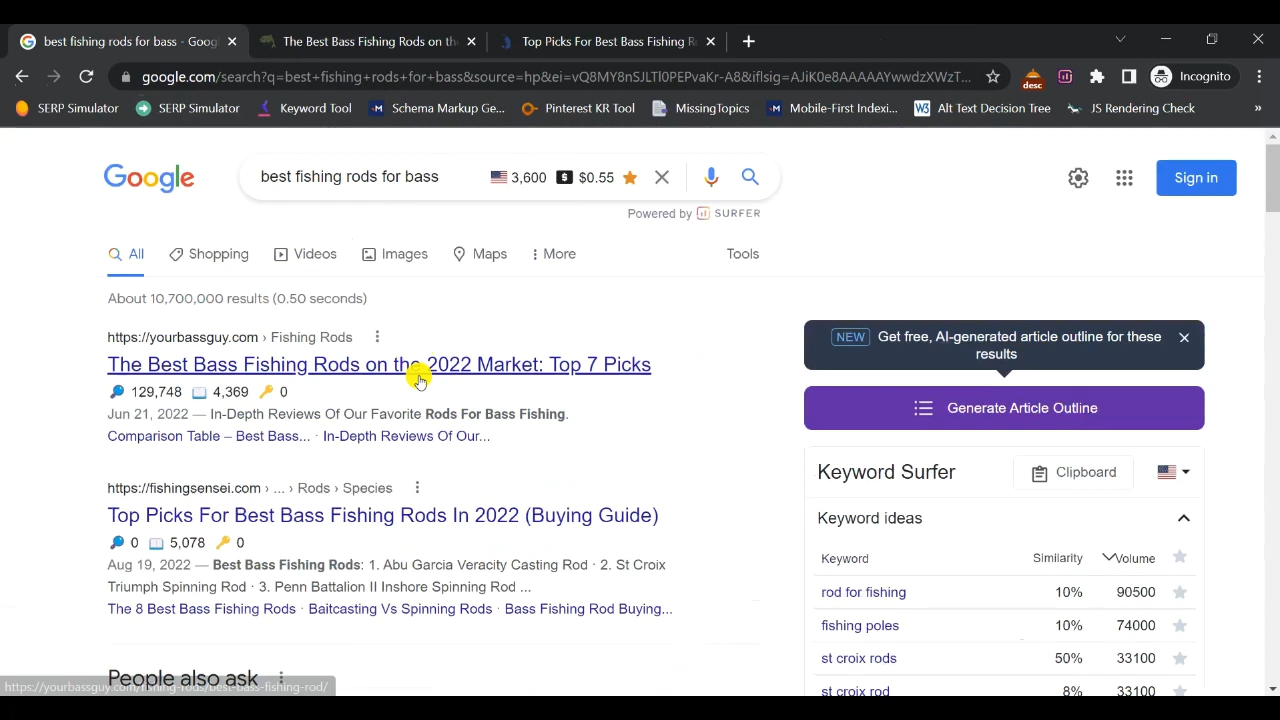 best fishing rods for bass - Goog
The Best Bass Fishing Rods on the
Top Picks For Best Bass Fishing R
google.com/search?q=best+fishing+rods+for+bass&source=hp&ei=vQ8MY8nSJLTl0PEPvaKr-A8&iflsig=AJiK0e8AAAAAYwwdzXWzT...
desc
Incognito
SERP Simulator
SERP Simulator
Keyword Tool
Schema Markup Ge...
Pinterest KR Tool
MissingTopics
Mobile-First Indexi...
Alt Text Decision Tree
JS Rendering Check
»
Google
best fishing rods for bass
3,600
$
$0.55
Sign in
Powered by SURFER
All
Shopping
Videos
Images
Maps
More
Tools
About 10,700,000 results (0.50 seconds)
https://yourbassguy.com › Fishing Rods
The Best Bass Fishing Rods on the 2022 Market: Top 7 Picks
129,748 4,369 0
Jun 21, 2022 — In-Depth Reviews Of Our Favorite Rods For Bass Fishing.
Comparison Table – Best Bass... · In-Depth Reviews Of Our...
https://fishingsensei.com › ... › Rods › Species
Top Picks For Best Bass Fishing Rods In 2022 (Buying Guide)
0 5,078 0
Aug 19, 2022 — Best Bass Fishing Rods: 1. Abu Garcia Veracity Casting Rod · 2. St Croix
Triumph Spinning Rod · 3. Penn Battalion II Inshore Spinning Rod ...
The 8 Best Bass Fishing Rods · Baitcasting Vs Spinning Rods · Bass Fishing Rod Buying...
People also ask
https://yourbassguy.com/fishing-rods/best-bass-fishing-rod/
NEW Get free, AI-generated article outline for these
results
Generate Article Outline
Keyword Surfer
Clipboard
Keyword ideas
Keyword Similarity Volume
rod for fishing 10% 90500
fishing poles 10% 74000
st croix rods 50% 33100
st croix rod 8% 33100